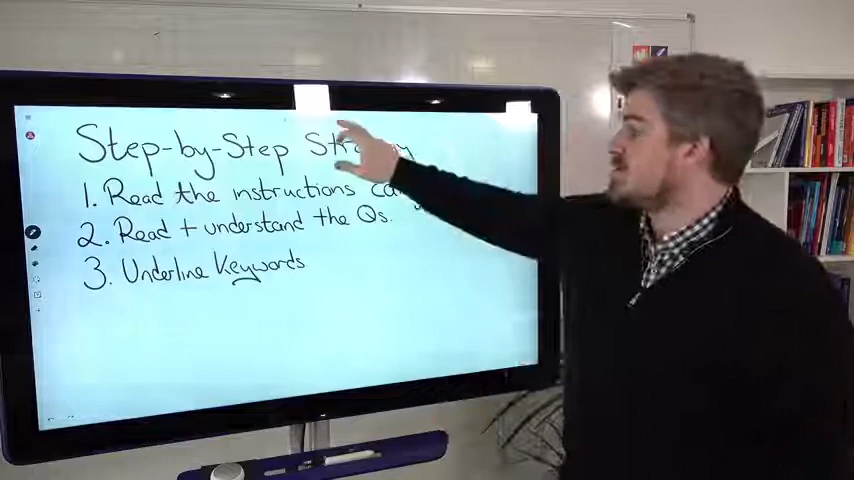 Step-by-Step
1. Read the instructions
2. Read + understand the Qs.
3. Underline Keywords